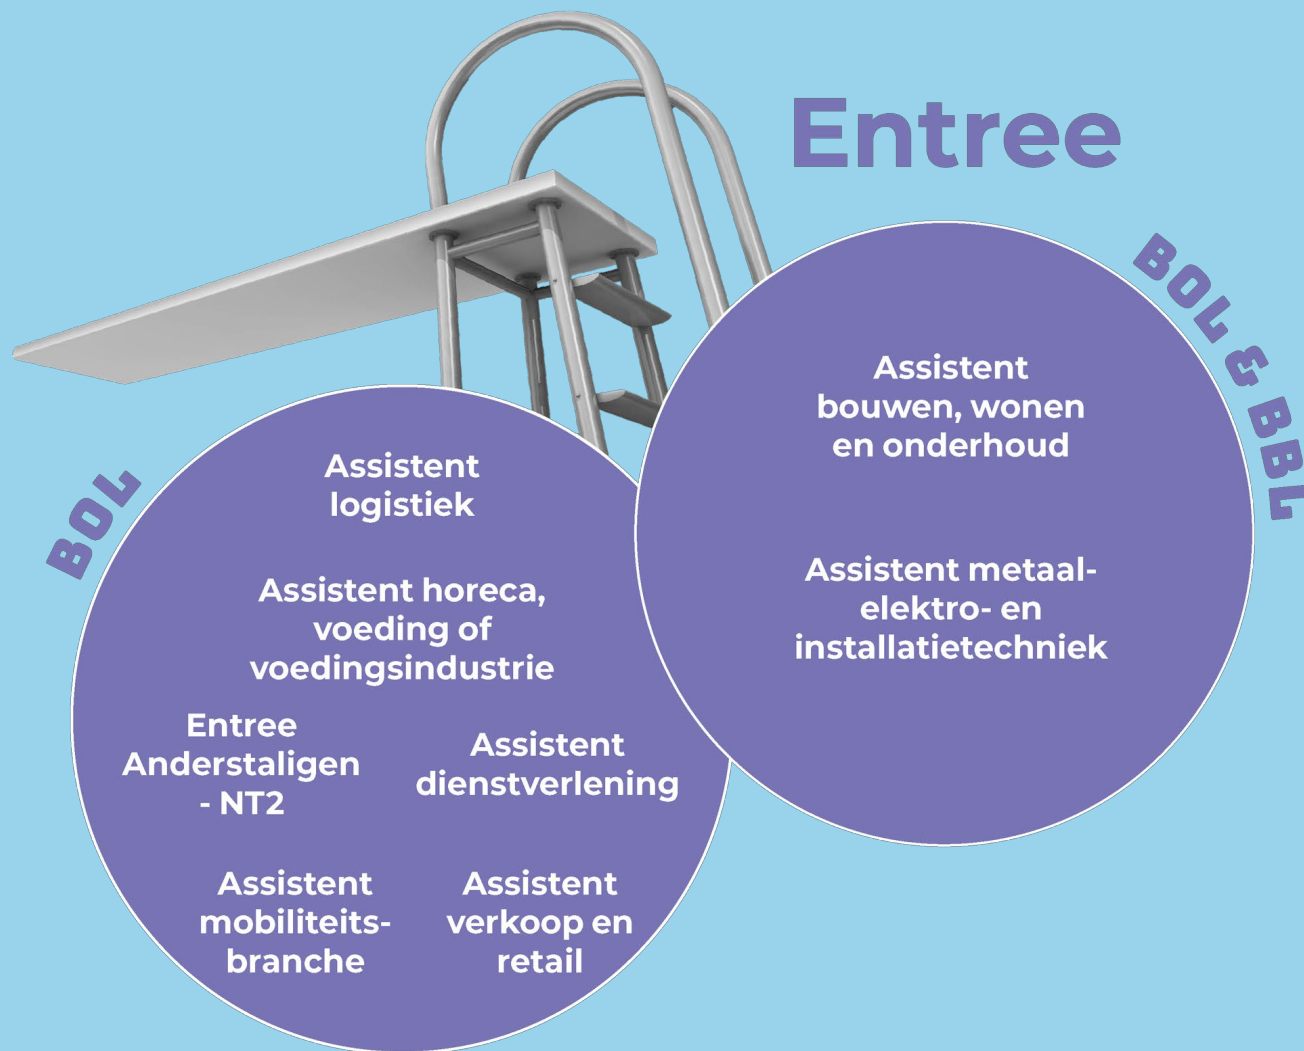 Entree
BOL & BBL
Assistent
bouwen, wonen
en onderhoud
Assistent metaal-
elektro- en
installatietechniek
BOL
Assistent
logistiek
Assistent horeca,
voeding of
voedingsindustrie
Entree
Anderstaligen
- NT2
Assistent
dienstverlening
Assistent
mobiliteits-
branche
Assistent
verkoop en
retail